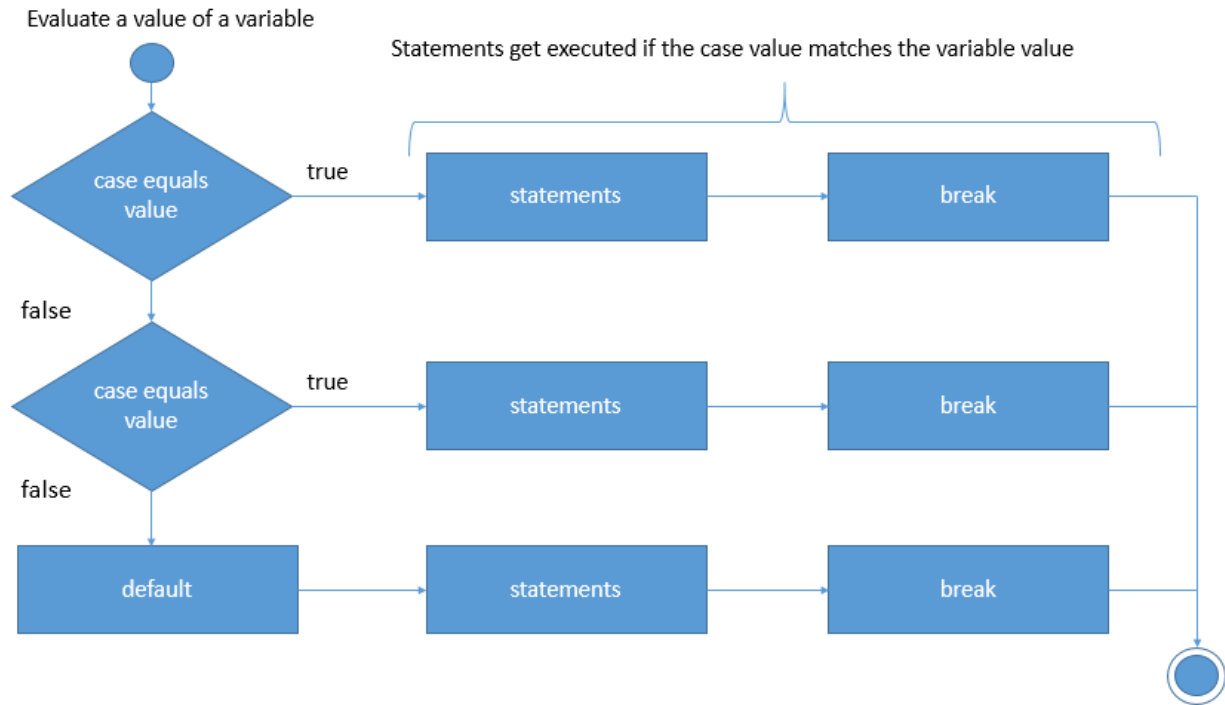 Evaluate a value of a variable
Statements get executed if the case value matches the variable value
case equals
value
true
statements
break
false
case equals
value
true
statements
break
false
default
statements
break